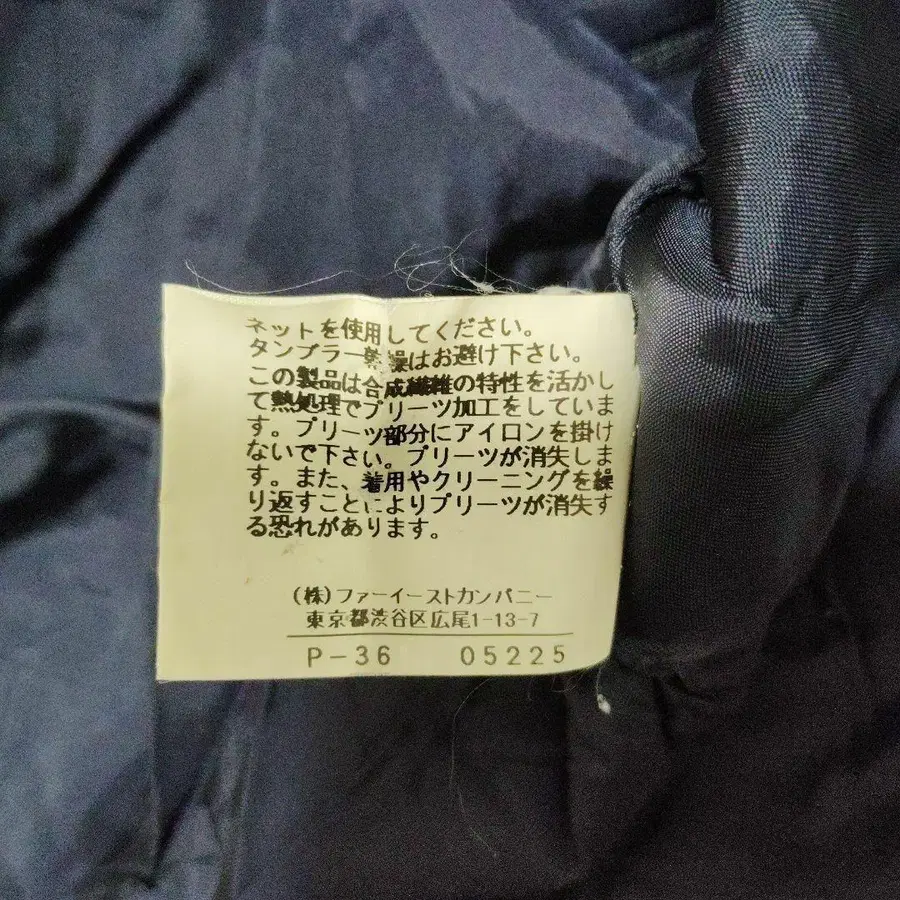 ネットを使用してください。
タンブラー乾燥はお避け下さい。
この製品は合成繊維の特性を活かし
て熱処理でプリーツ加工をしていま
す。プリーツ部分にアイロンを掛け
ないで下さい。プリーツが消失しま
す。また、着用やクリーニングを繰
り返すことによりプリーツが消失す
る恐れがあります。
(株)ファーイーストカンパニー
東京都渋谷区広尾1-13-7
P-36 05225